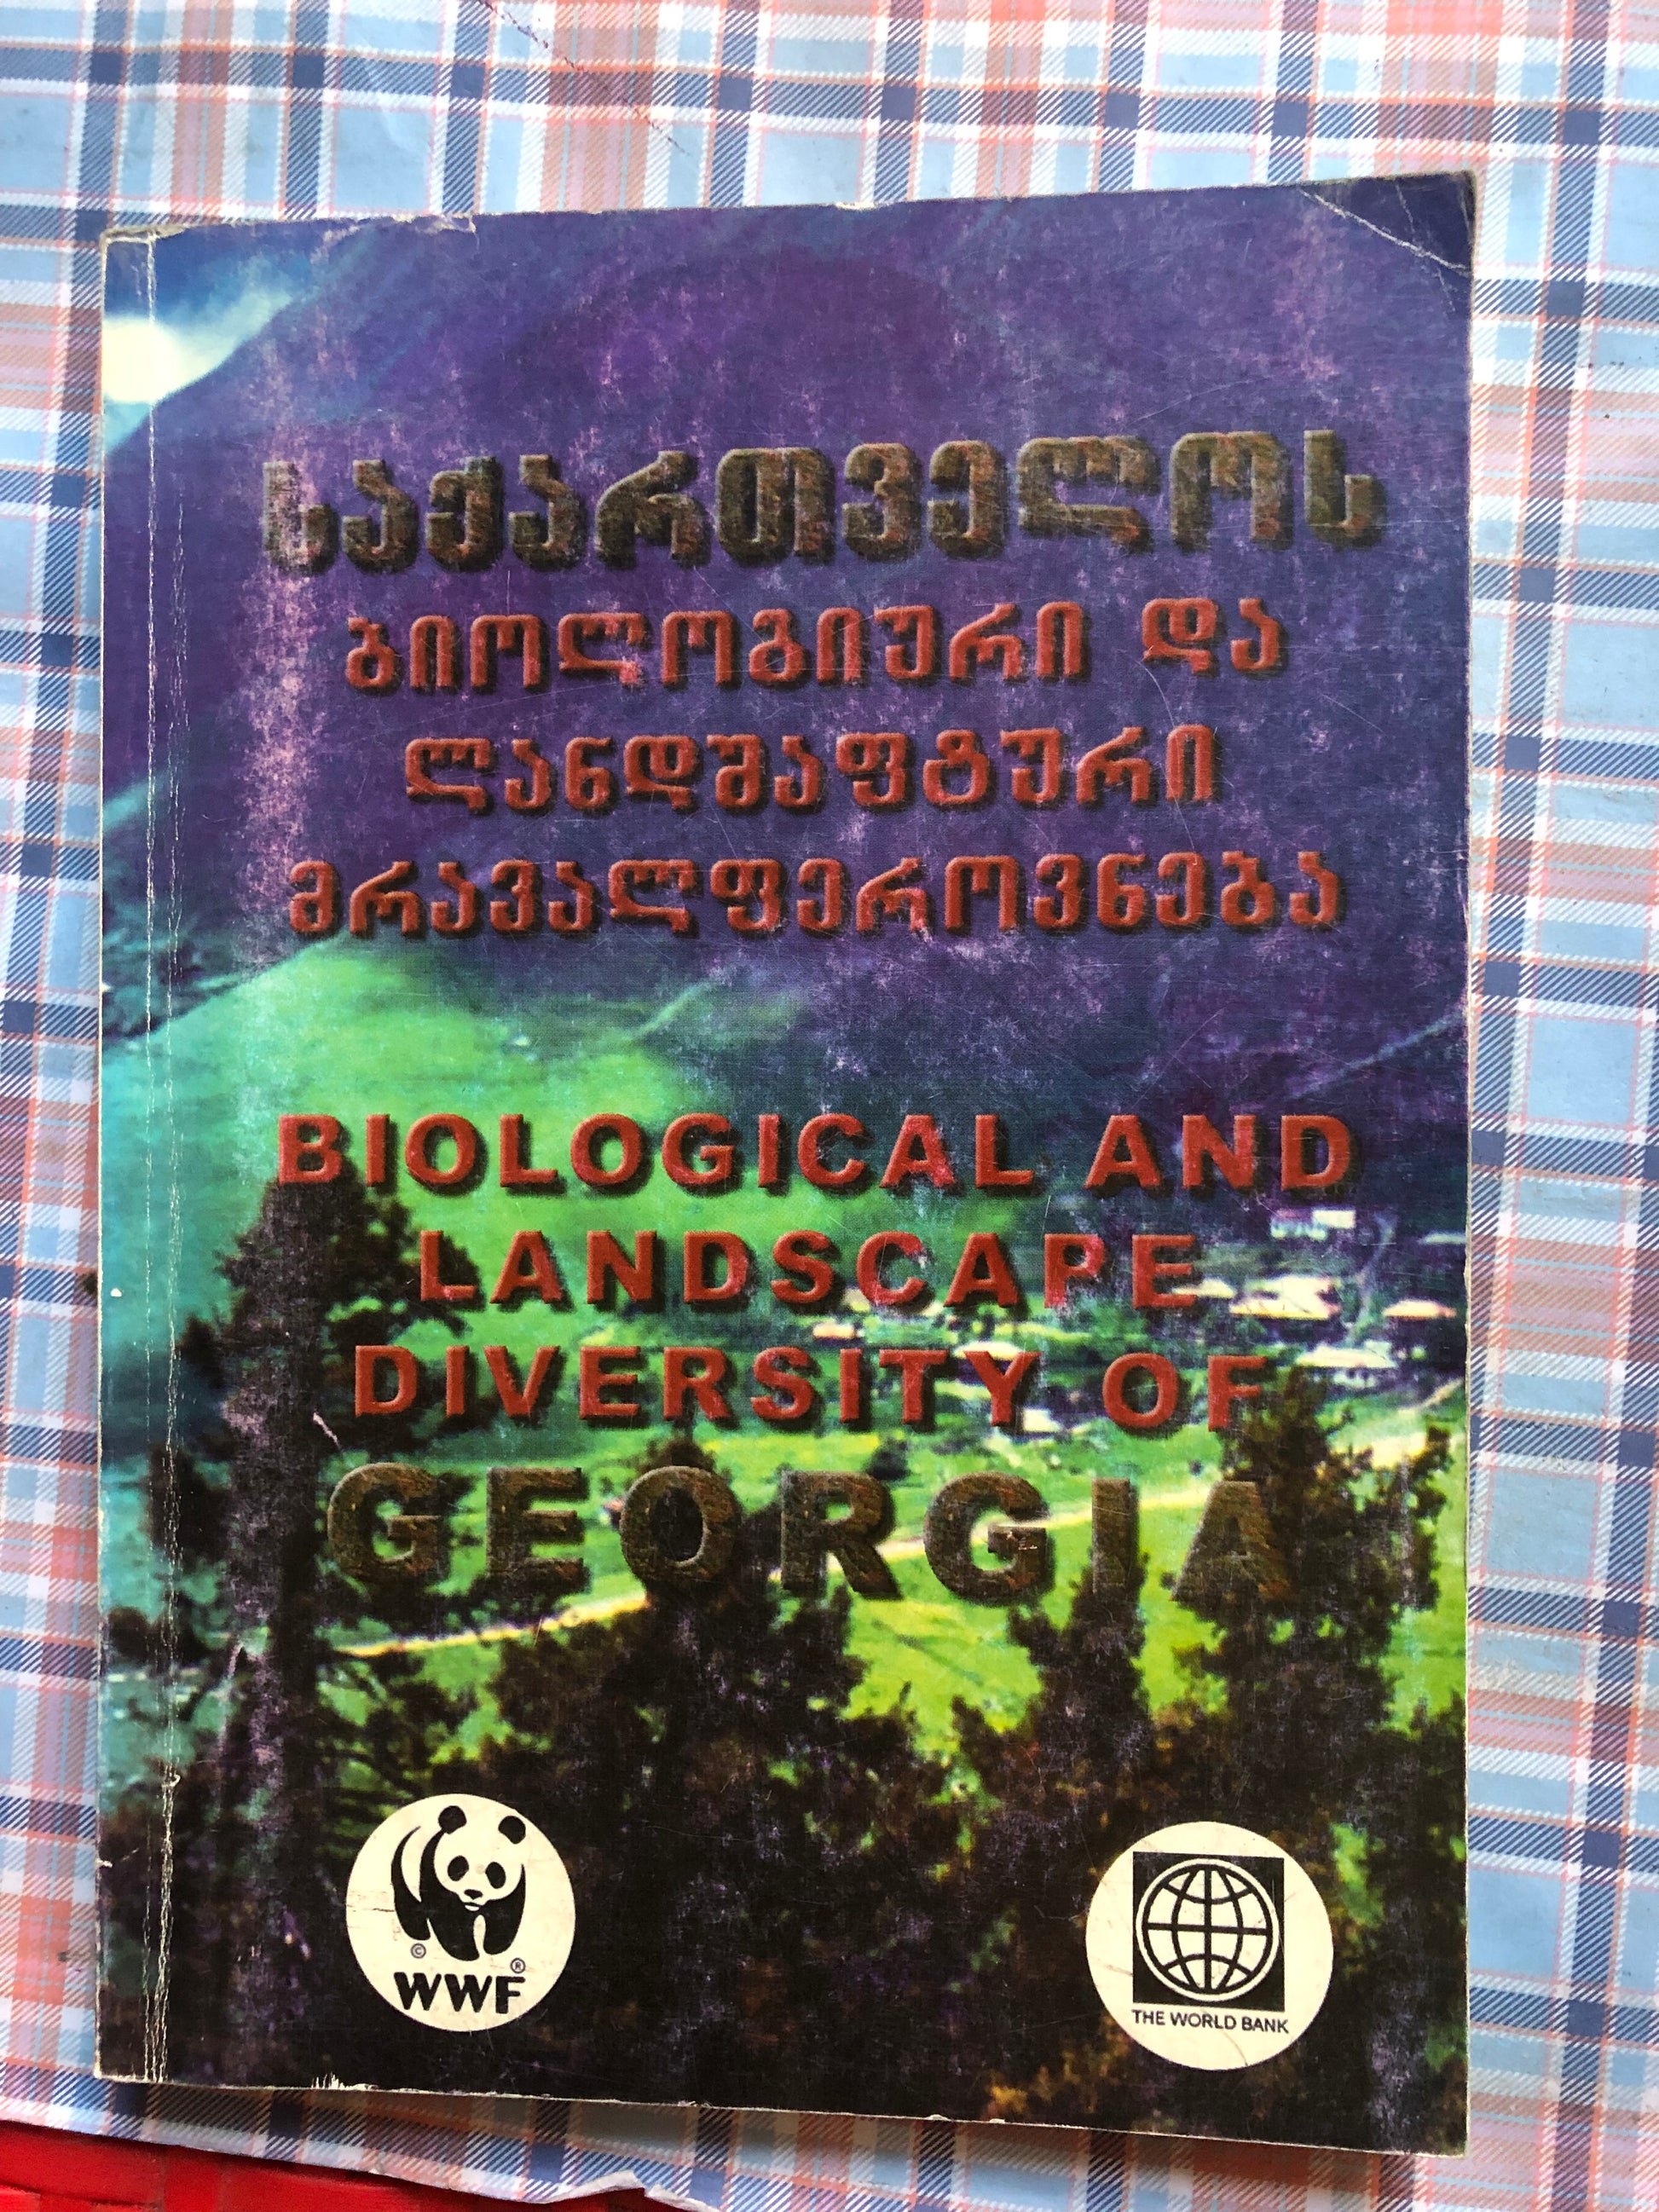 საქართველოს
ბიოლოგიური და
ლანდშაფტური
მრავალფეროვნება
BIOLOGICAL AND
LANDSCAPE
DIVERSITY OF
GEORGIA
© ®
WWF
THE WORLD BANK